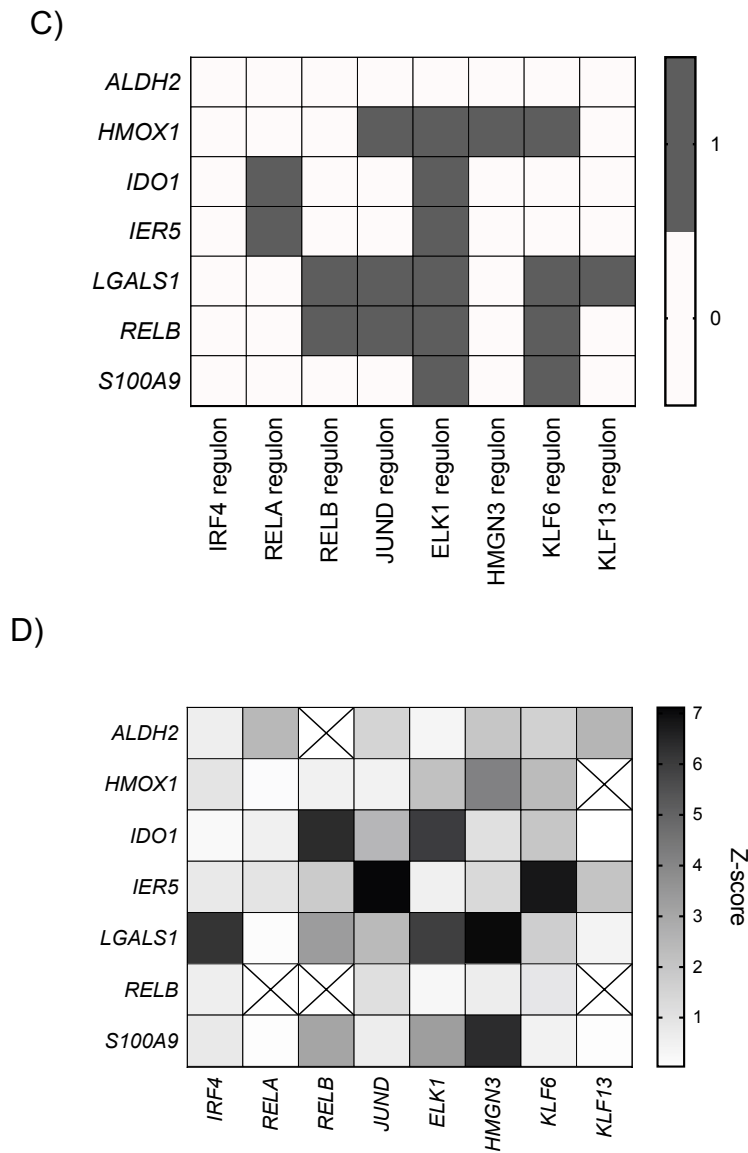 C)
ALDH2
HMOX1
IDO1
IER5
LGALS1
RELB
S100A9
1
0
IRF4 regulon
RELA regulon
RELB regulon
JUND regulon
ELK1 regulon
HMGN3 regulon
KLF6 regulon
KLF13 regulon
D)
ALDH2
HMOX1
IDO1
IER5
LGALS1
RELB
S100A9
7
6
5
4
3
2
1
Z-score
IRF4
RELA
RELB
JUND
ELK1
HMGN3
KLF6
KLF13